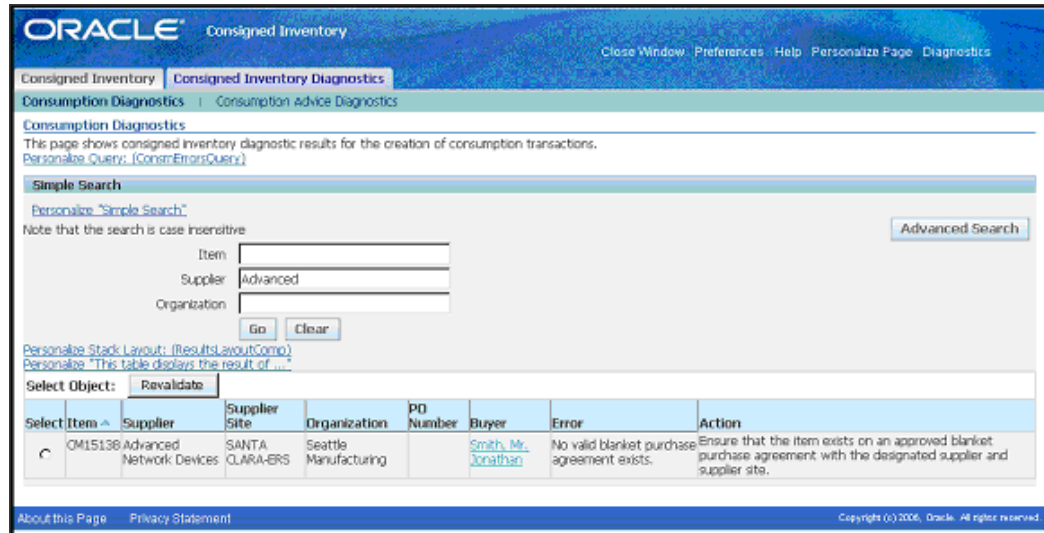 ORACLE Consigned Inventory
Close Window Preferences Help Personalize Page Diagnostics
Consigned Inventory Consigned Inventory Diagnostics
Consumption Diagnostics | Consumption Advice Diagnostics
Consumption Diagnostics
This page shows consigned inventory diagnostic results for the creation of consumption transactions.
Personalize Query: (ConsmErrorsQuery)
Simple Search
Personalize "Simple Search"
Note that the search is case insensitive
Advanced Search
Item
Supplier Advanced
Organization
Go Clear
Personalize Stack Layout: (ResultsLayoutComp)
Personalize "This table displays the result of ..."
Select Object: Revalidate
Select Item Supplier Supplier Site Organization PO Number Buyer Error Action
CM15138 Advanced Network Devices SANTA CLARA-ERS Seattle Manufacturing Smith, Mr. Jonathan No valid blanket purchase agreement exists. Ensure that the item exists on an approved blanket purchase agreement with the designated supplier and supplier site.
About this Page Privacy Statement
Copyright (c) 2006, Oracle. All rights reserved.